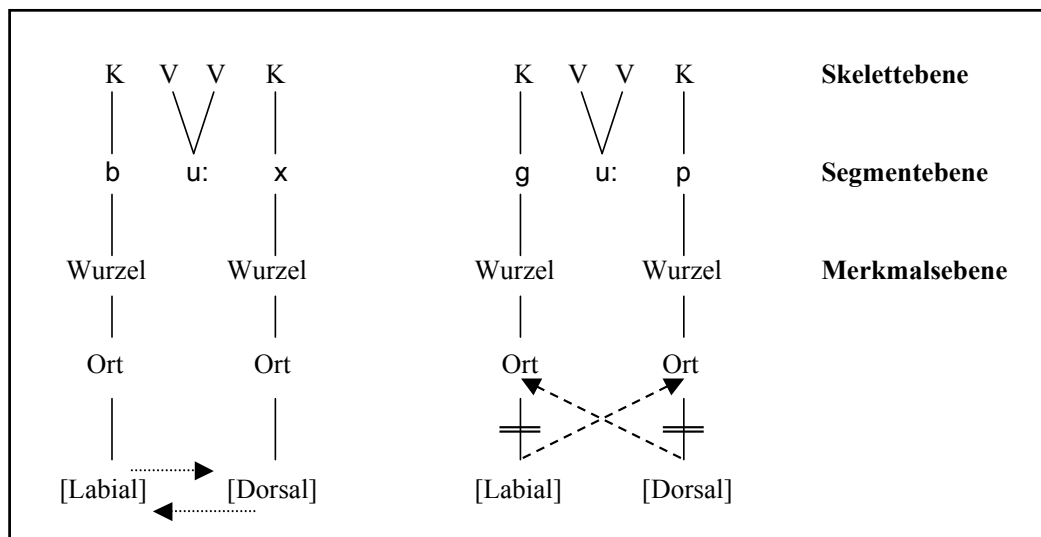 K V V K K V V K Skelettebene
b u: x g u: p Segmentebene
Wurzel Wurzel Wurzel Wurzel Merkmalsebene
Ort Ort Ort Ort
[Labial] [Dorsal] [Labial] [Dorsal]